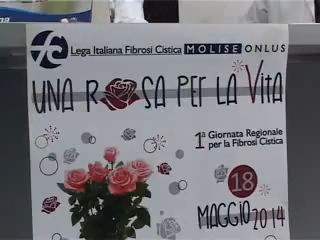 fc Lega Italiana Fibrosi Cistica MOLISE ONLUS
UNA ROSA PER LA VITA
1ª Giornata Regionale
per la Fibrosi Cistica
18
MAGGIO 2014